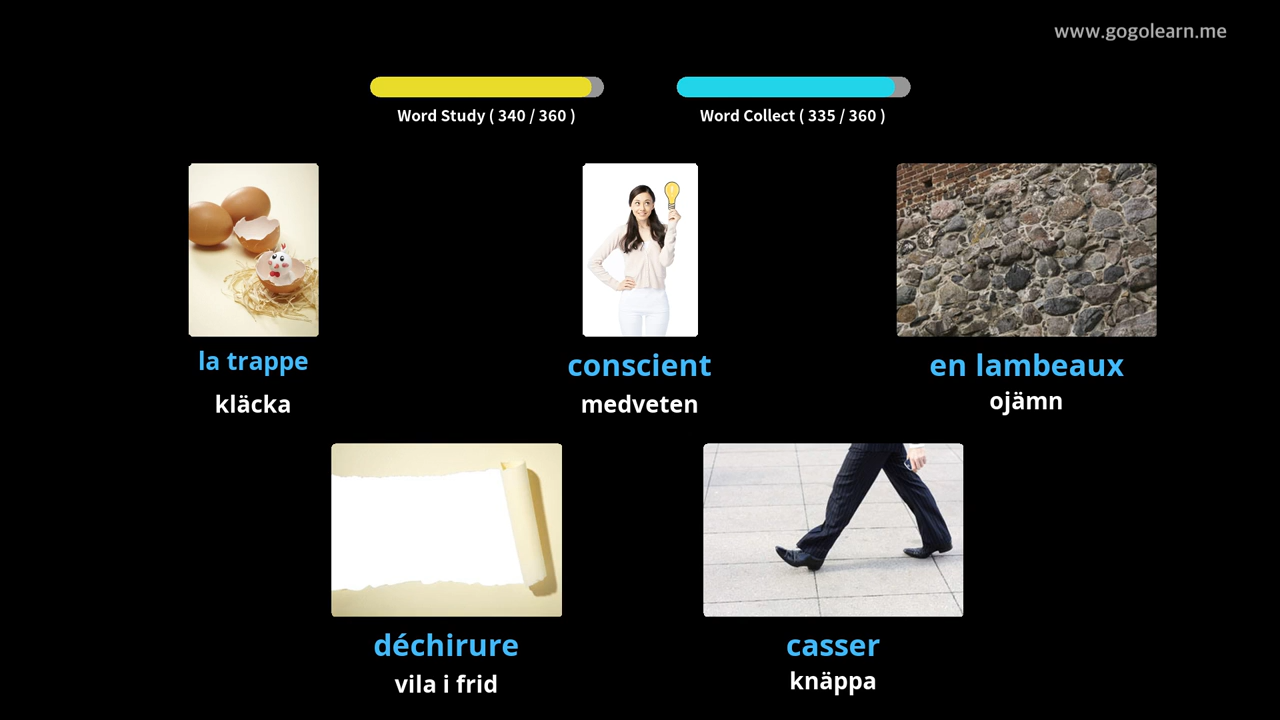 www.gogolearn.me
Word Study ( 340 / 360 )
Word Collect ( 335 / 360 )
la trappe
kläcka
conscient
medveten
en lambeaux
ojämn
déchirure
vila i frid
casser
knäppa